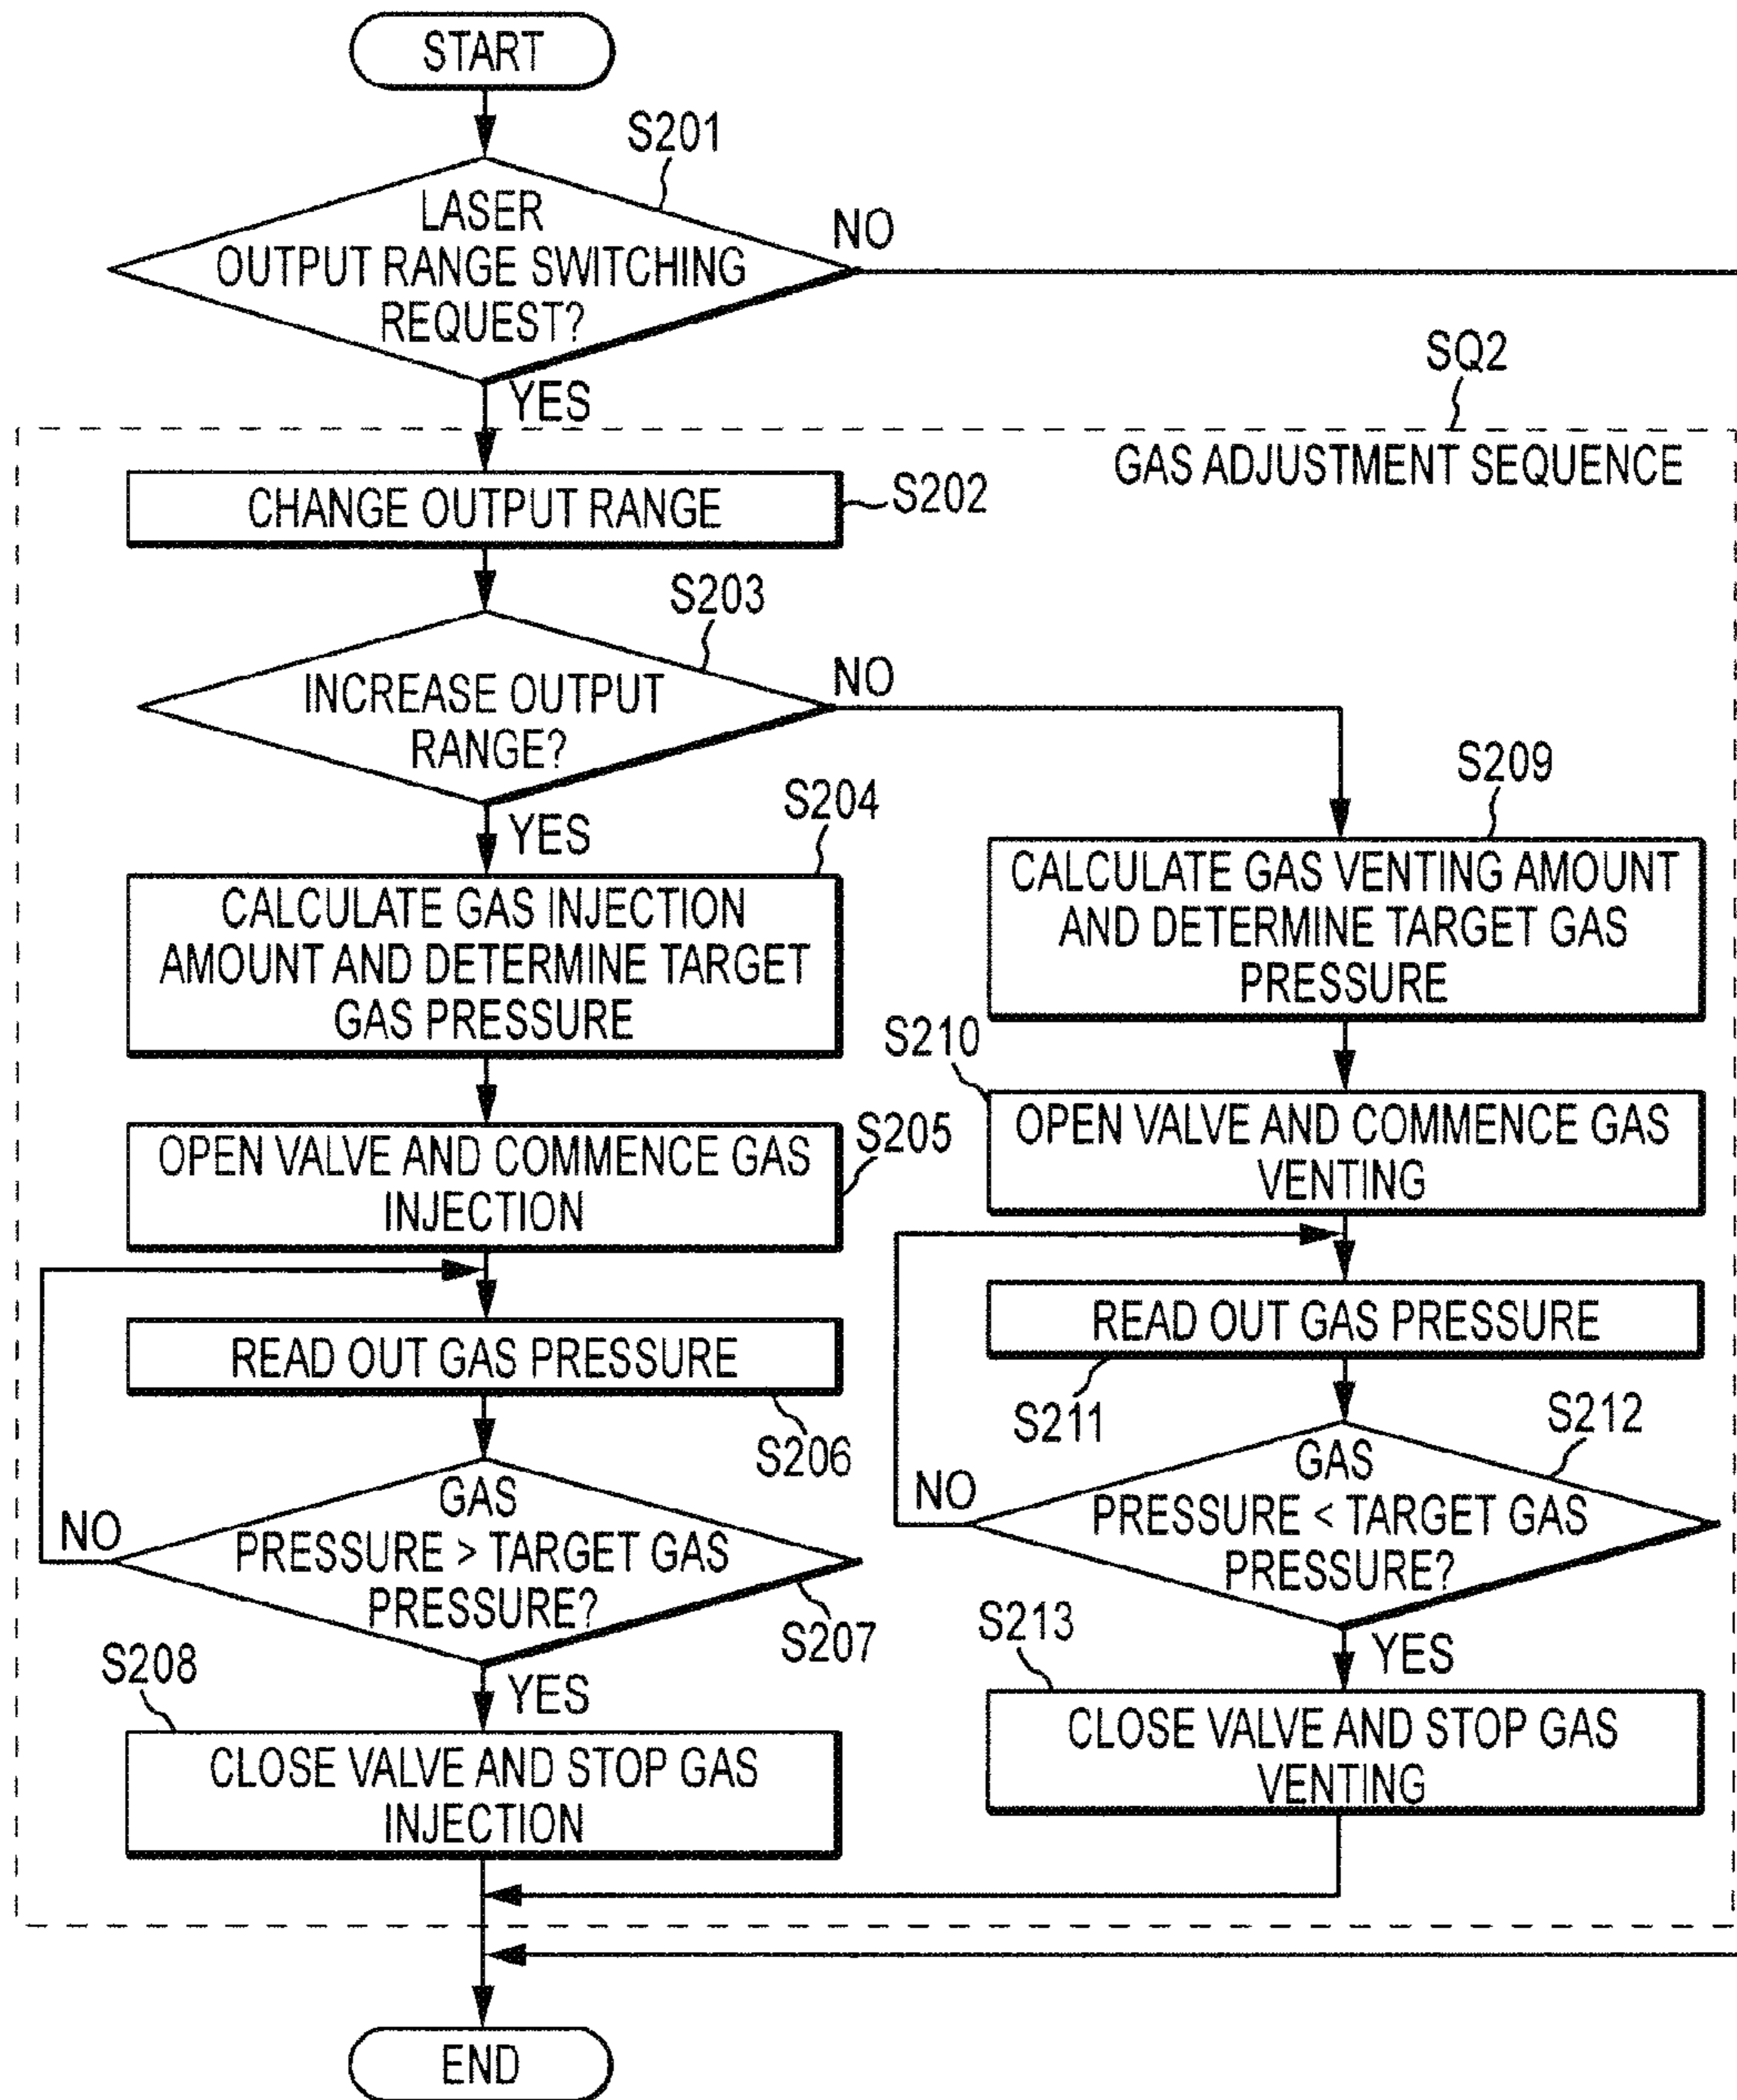 START
S201
LASER
OUTPUT RANGE SWITCHING
REQUEST?
NO
YES
SQ2
GAS ADJUSTMENT SEQUENCE
CHANGE OUTPUT RANGE
S202
S203
INCREASE OUTPUT
RANGE?
NO
YES
S204
CALCULATE GAS INJECTION
AMOUNT AND DETERMINE TARGET
GAS PRESSURE
S205
OPEN VALVE AND COMMENCE GAS
INJECTION
READ OUT GAS PRESSURE
S206
GAS
PRESSURE > TARGET GAS
PRESSURE?
NO
S207
YES
S208
CLOSE VALVE AND STOP GAS
INJECTION
S209
CALCULATE GAS VENTING AMOUNT
AND DETERMINE TARGET GAS
PRESSURE
S210
OPEN VALVE AND COMMENCE GAS
VENTING
READ OUT GAS PRESSURE
S211
S212
GAS
PRESSURE < TARGET GAS
PRESSURE?
NO
YES
S213
CLOSE VALVE AND STOP GAS
VENTING
END